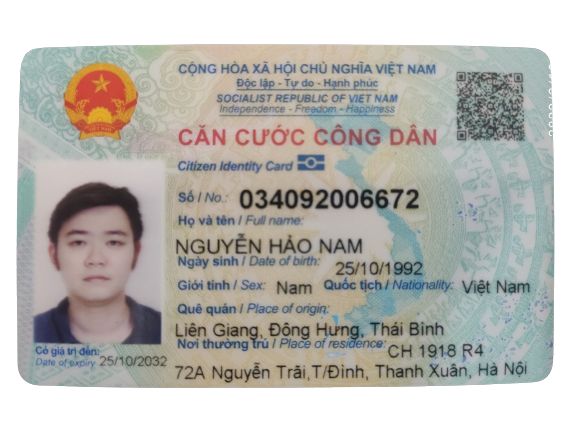 CỘNG HÒA XÃ HỘI CHỦ NGHĨA VIỆT NAM
Độc lập - Tự do - Hạnh phúc
SOCIALIST REPUBLIC OF VIET NAM
Independence - Freedom - Happiness
CĂN CƯỚC CÔNG DÂN
Citizen Identity Card
Số / No.: 034092006672
Họ và tên / Full name:
NGUYỄN HẢO NAM
Ngày sinh / Date of birth: 25/10/1992
Giới tính / Sex: Nam Quốc tịch / Nationality: Việt Nam
Quê quán / Place of origin:
Liên Giang, Đông Hưng, Thái Bình
Nơi thường trú / Place of residence: CH 1918 R4
72A Nguyễn Trãi,T/Đình, Thanh Xuân, Hà Nội
Có giá trị đến: 25/10/2032
Date of expiry